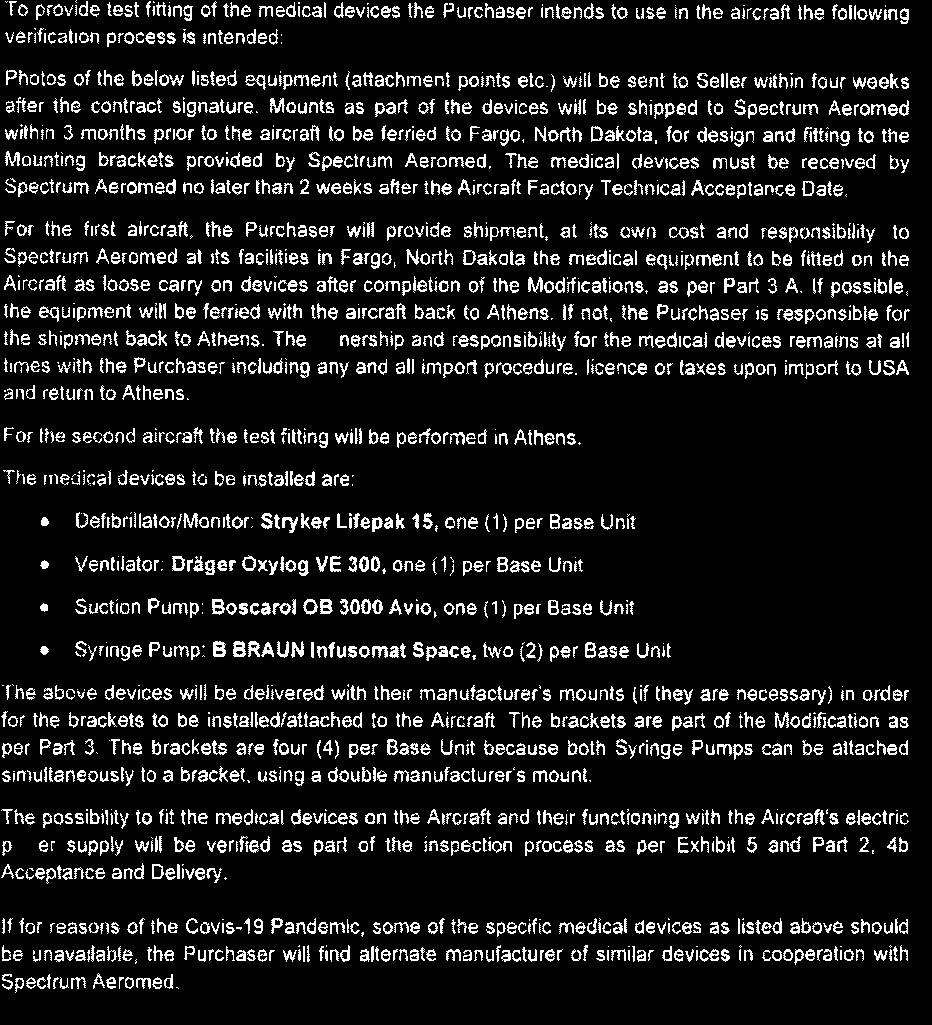 To provide test fitting of the medical devices the Purchaser intends to use in the aircraft the following
verification process is intended:
Photos of the below listed equipment (attachment points etc.) will be sent to Seller within four weeks
after the contract signature. Mounts as part of the devices will be shipped to Spectrum Aeromed
within 3 months prior to the aircraft to be ferried to Fargo, North Dakota, for design and fitting to the
Mounting brackets provided by Spectrum Aeromed. The medical devices must be received by
Spectrum Aeromed no later than 2 weeks after the Aircraft Factory Technical Acceptance Date.
For the first aircraft, the Purchaser will provide shipment, at its own cost and responsibility to
Spectrum Aeromed at its facilities in Fargo, North Dakota the medical equipment to be fitted on the
Aircraft as loose carry on devices after completion of the Modifications, as per Part 3 A. If possible,
the equipment will be ferried with the aircraft back to Athens. If not, the Purchaser is responsible for
the shipment back to Athens. The nership and responsibility for the medical devices remains at all
times with the Purchaser including any and all import procedure, licence or taxes upon import to USA
and return to Athens.
For the second aircraft the test fitting will be performed in Athens.
The medical devices to be installed are:
• Defibrillator/Monitor: Stryker Lifepak 15, one (1) per Base Unit
• Ventilator: Dräger Oxylog VE 300, one (1) per Base Unit
• Suction Pump: Boscarol OB 3000 Avio, one (1) per Base Unit
• Syringe Pump: B BRAUN Infusomat Space, two (2) per Base Unit
The above devices will be delivered with their manufacturer's mounts (if they are necessary) in order
for the brackets to be installed/attached to the Aircraft. The brackets are part of the Modification as
per Part 3. The brackets are four (4) per Base Unit because both Syringe Pumps can be attached
simultaneously to a bracket, using a double manufacturer's mount.
The possibility to fit the medical devices on the Aircraft and their functioning with the Aircraft's electric
p er supply will be verified as part of the inspection process as per Exhibit 5 and Part 2, 4b
Acceptance and Delivery.
If for reasons of the Covis-19 Pandemic, some of the specific medical devices as listed above should
be unavailable, the Purchaser will find alternate manufacturer of similar devices in cooperation with
Spectrum Aeromed.